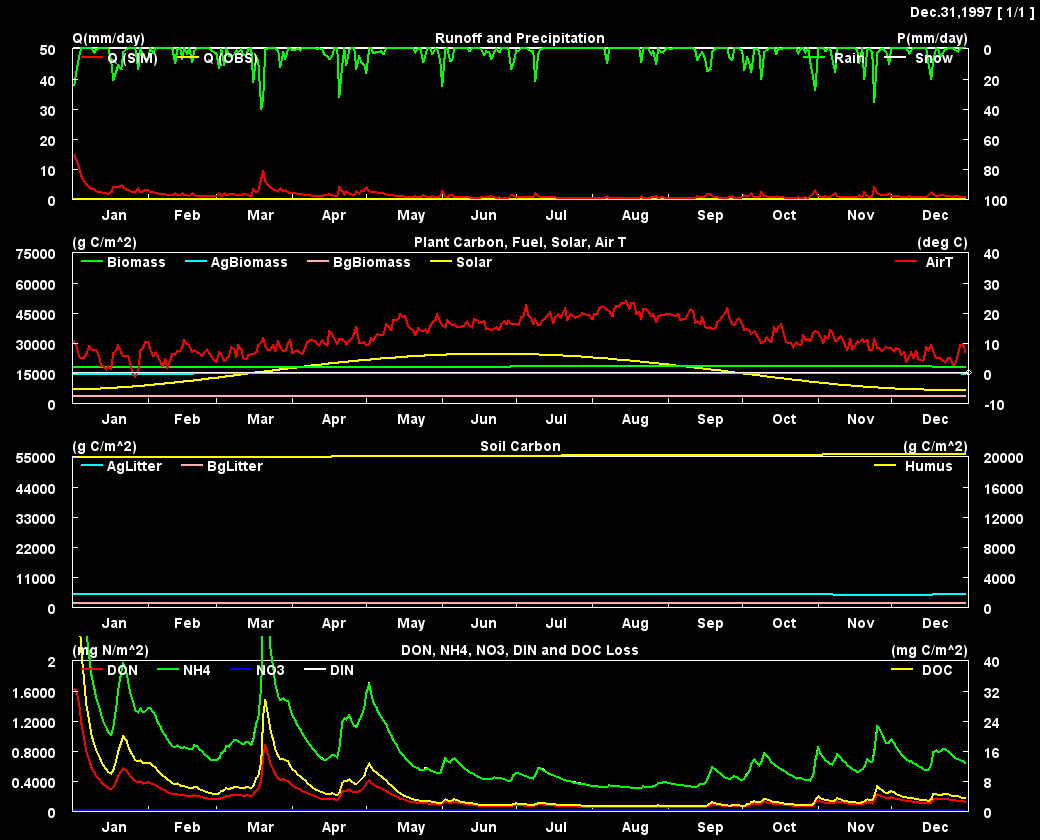 Dec.31,1997 [ 1/1 ]
Q(mm/day) Runoff and Precipitation P(mm/day)
50 0
Q (SIM) Q (OBS) Rain Snow
40 20
30 40
20 60
10 80
0 100
Jan Feb Mar Apr May Jun Jul Aug Sep Oct Nov Dec
(g C/m^2) Plant Carbon, Fuel, Solar, Air T (deg C)
75000 40
Biomass AgBiomass BgBiomass Solar AirT
60000 30
45000 20
30000 10
15000 0
0 -10
Jan Feb Mar Apr May Jun Jul Aug Sep Oct Nov Dec
(g C/m^2) Soil Carbon (g C/m^2)
55000 20000
AgLitter BgLitter Humus
44000 16000
33000 12000
22000 8000
11000 4000
0 0
Jan Feb Mar Apr May Jun Jul Aug Sep Oct Nov Dec
(mg N/m^2) DON, NH4, NO3, DIN and DOC Loss (mg C/m^2)
2 40
DON NH4 NO3 DIN DOC
1.6000 32
1.2000 24
0.8000 16
0.4000 8
0 0
Jan Feb Mar Apr May Jun Jul Aug Sep Oct Nov Dec